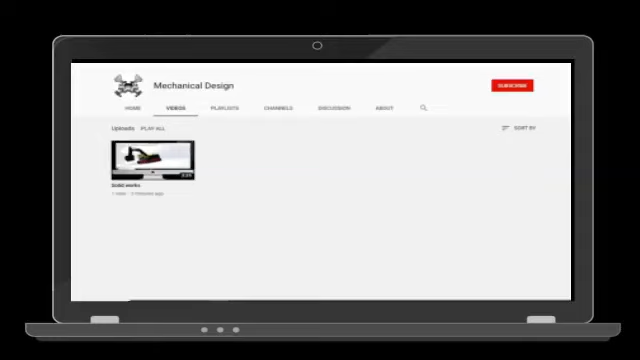 Mechanical Design
SUBSCRIBE
HOME VIDEOS PLAYLISTS CHANNELS DISCUSSION ABOUT
Uploads PLAY ALL SORT BY
Solid works